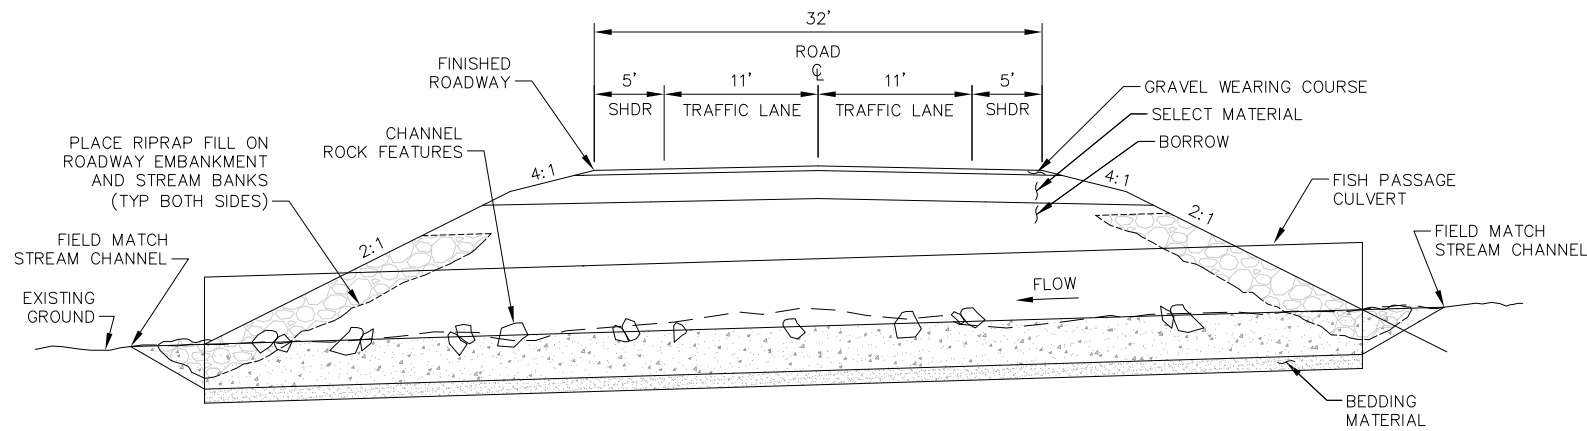 32'
ROAD
℄
5'
11'
11'
5'
SHDR
TRAFFIC LANE
TRAFFIC LANE
SHDR
FINISHED
ROADWAY
GRAVEL WEARING COURSE
SELECT MATERIAL
BORROW
CHANNEL
ROCK FEATURES
PLACE RIPRAP FILL ON
ROADWAY EMBANKMENT
AND STREAM BANKS
(TYP BOTH SIDES)
4:1
4:1
2:1
2:1
FISH PASSAGE
CULVERT
FIELD MATCH
STREAM CHANNEL
FIELD MATCH
STREAM CHANNEL
EXISTING
GROUND
FLOW
BEDDING
MATERIAL